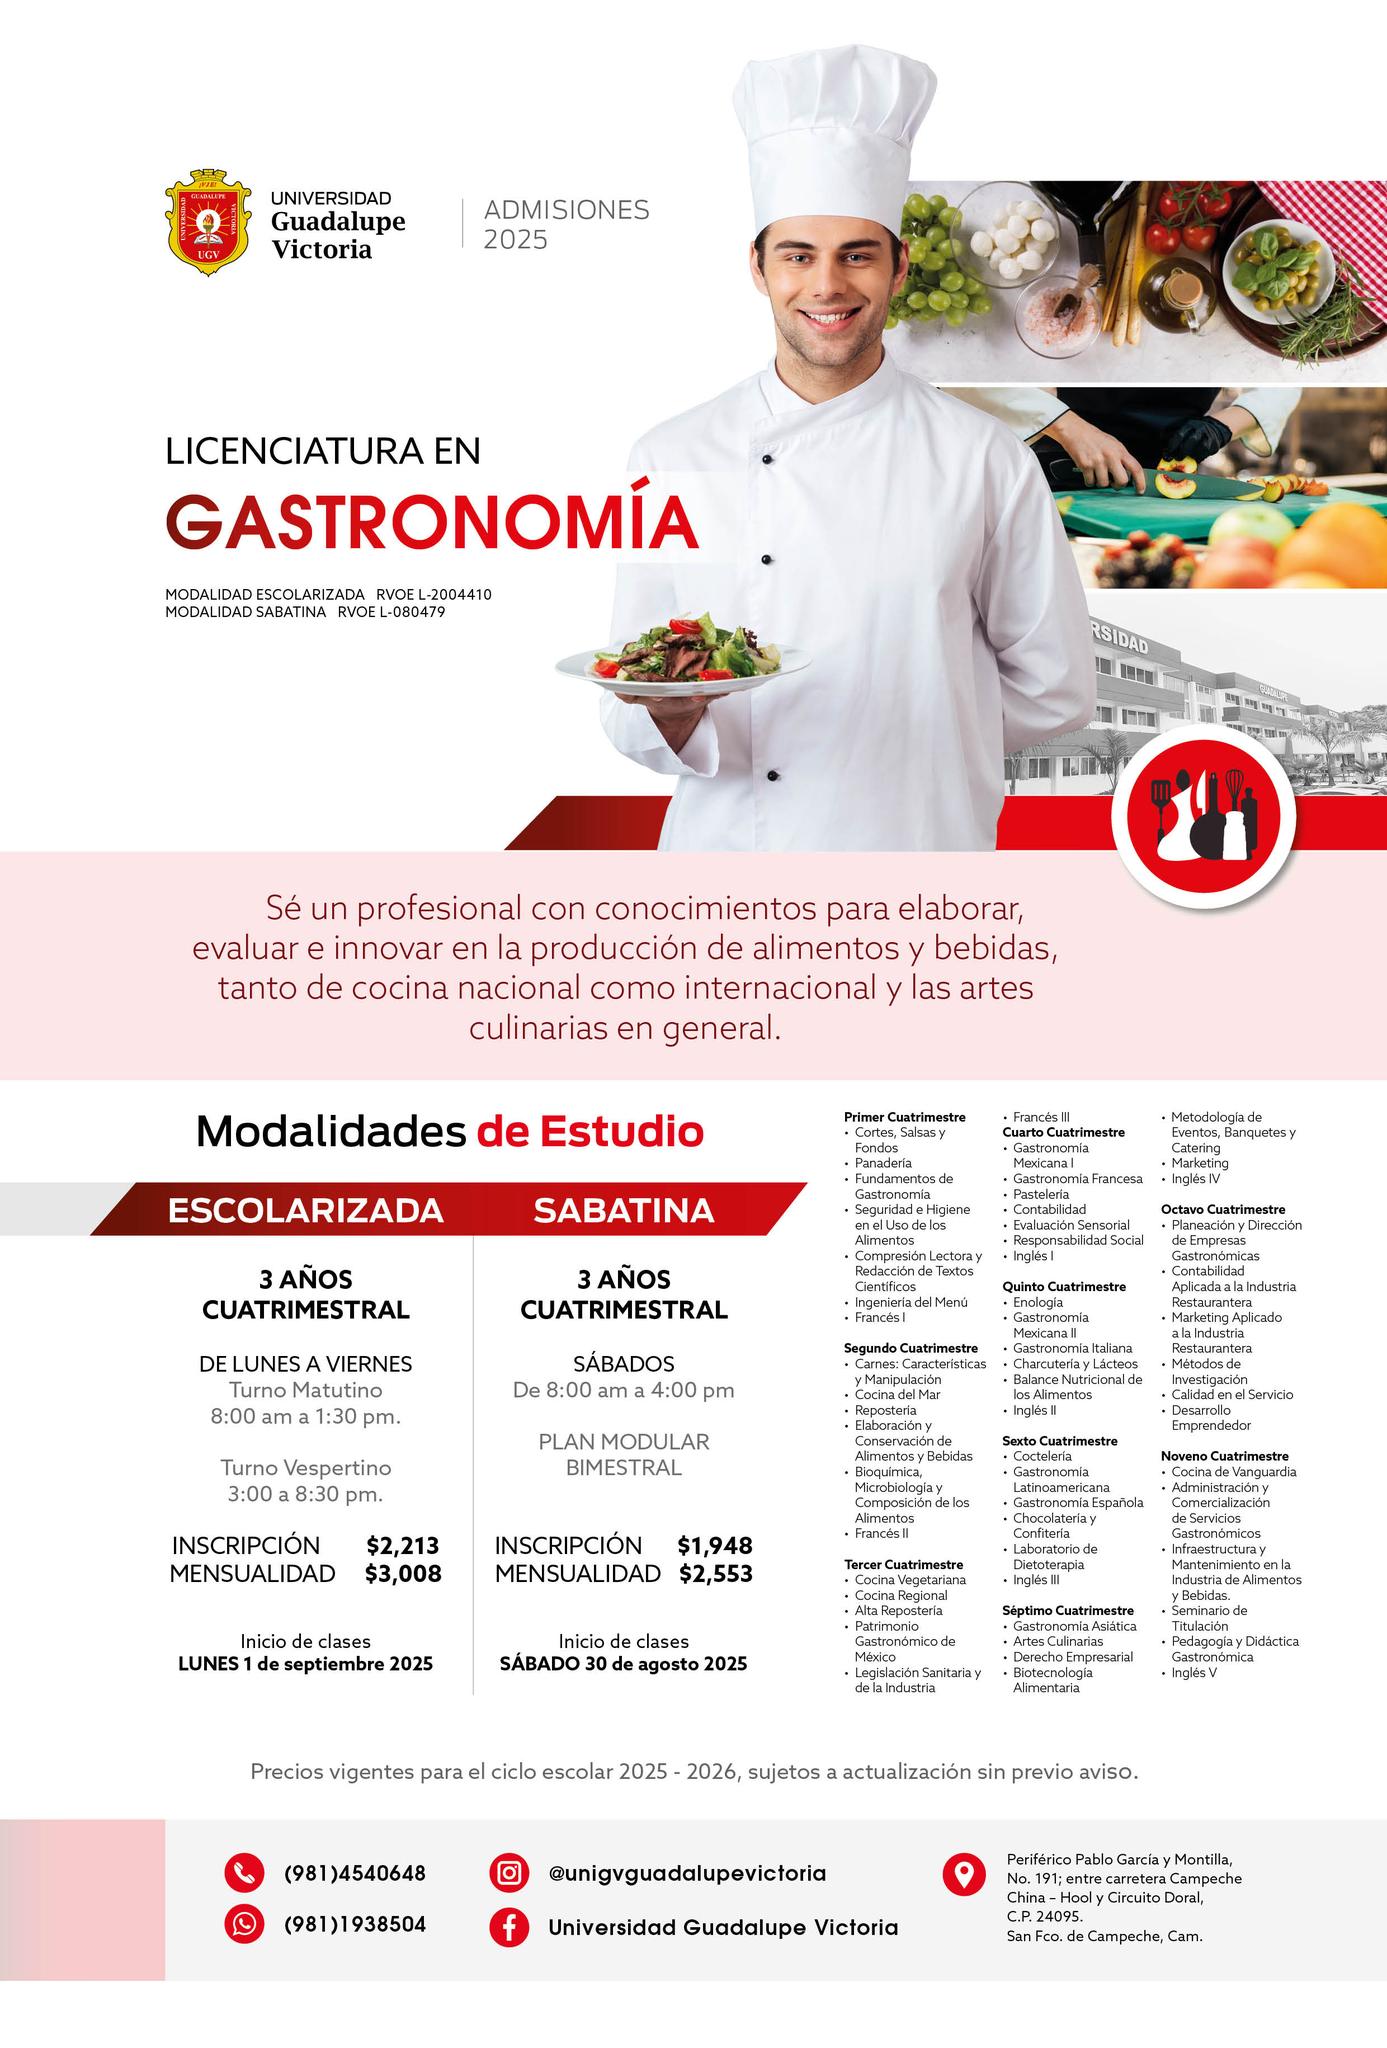 ¡VIE!
UNIVERSIDAD
GUADALUPE
VICTORIA
UGV
UNIVERSIDAD
Guadalupe
Victoria
ADMISIONES
2025
LICENCIATURA EN
GASTRONOMÍA
MODALIDAD ESCOLARIZADA RVOE L-2004410
MODALIDAD SABATINA RVOE L-080479
RSIDAD
GUADALUPE
Sé un profesional con conocimientos para elaborar,
evaluar e innovar en la producción de alimentos y bebidas,
tanto de cocina nacional como internacional y las artes
culinarias en general.
Modalidades de Estudio
ESCOLARIZADA
3 AÑOS
CUATRIMESTRAL
DE LUNES A VIERNES
Turno Matutino
8:00 am a 1:30 pm.
Turno Vespertino
3:00 a 8:30 pm.
INSCRIPCIÓN $2,213
MENSUALIDAD $3,008
Inicio de clases
LUNES 1 de septiembre 2025
SABATINA
3 AÑOS
CUATRIMESTRAL
SÁBADOS
De 8:00 am a 4:00 pm
PLAN MODULAR
BIMESTRAL
INSCRIPCIÓN $1,948
MENSUALIDAD $2,553
Inicio de clases
SÁBADO 30 de agosto 2025
Primer Cuatrimestre
• Cortes, Salsas y
Fondos
• Panadería
• Fundamentos de
Gastronomía
• Seguridad e Higiene
en el Uso de los
Alimentos
• Compresión Lectora y
Redacción de Textos
Científicos
• Ingeniería del Menú
• Francés I
Segundo Cuatrimestre
• Carnes: Características
y Manipulación
• Cocina del Mar
• Repostería
• Elaboración y
Conservación de
Alimentos y Bebidas
• Bioquímica,
Microbiología y
Composición de los
Alimentos
• Francés II
Tercer Cuatrimestre
• Cocina Vegetariana
• Cocina Regional
• Alta Repostería
• Patrimonio
Gastronómico de
México
• Legislación Sanitaria y
de la Industria
• Francés III
Cuarto Cuatrimestre
• Gastronomía
Mexicana I
• Gastronomía Francesa
• Pastelería
• Contabilidad
• Evaluación Sensorial
• Responsabilidad Social
• Inglés I
Quinto Cuatrimestre
• Enología
• Gastronomía
Mexicana II
• Gastronomía Italiana
• Charcutería y Lácteos
• Balance Nutricional de
los Alimentos
• Inglés II
Sexto Cuatrimestre
• Coctelería
• Gastronomía
Latinoamericana
• Gastronomía Española
• Chocolatería y
Confitería
• Laboratorio de
Dietoterapia
• Inglés III
Séptimo Cuatrimestre
• Gastronomía Asiática
• Artes Culinarias
• Derecho Empresarial
• Biotecnología
Alimentaria
• Metodología de
Eventos, Banquetes y
Catering
• Marketing
• Inglés IV
Octavo Cuatrimestre
• Planeación y Dirección
de Empresas
Gastronómicas
• Contabilidad
Aplicada a la Industria
Restaurantera
• Marketing Aplicado
a la Industria
Restaurantera
• Métodos de
Investigación
• Calidad en el Servicio
• Desarrollo
Emprendedor
Noveno Cuatrimestre
• Cocina de Vanguardia
• Administración y
Comercialización
de Servicios
Gastronómicos
• Infraestructura y
Mantenimiento en la
Industria de Alimentos
y Bebidas.
• Seminario de
Titulación
• Pedagogía y Didáctica
Gastronómica
• Inglés V
Precios vigentes para el ciclo escolar 2025 - 2026, sujetos a actualización sin previo aviso.
(981)4540648
(981)1938504
@unigvguadalupevictoria
Universidad Guadalupe Victoria
Periférico Pablo García y Montilla,
No. 191; entre carretera Campeche
China – Hool y Circuito Doral,
C.P. 24095.
San Fco. de Campeche, Cam.